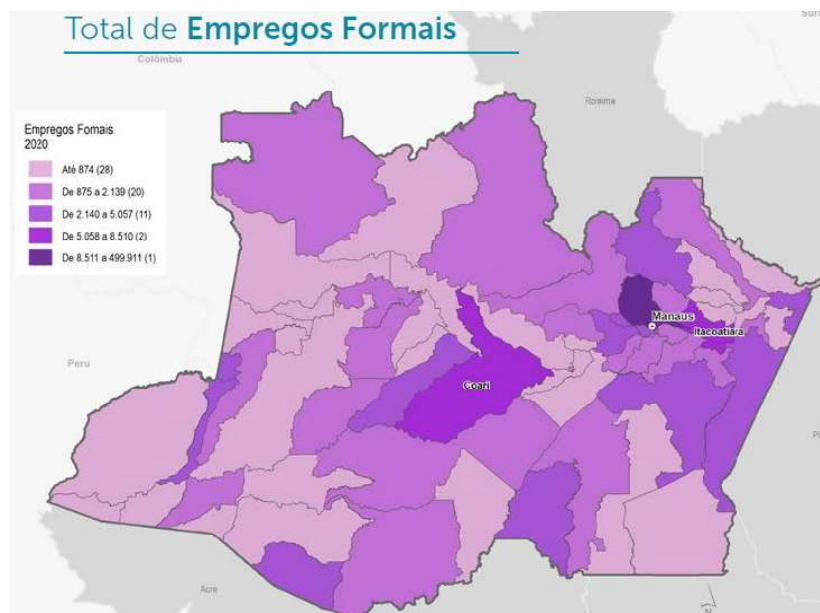 Total de Empregos Formais
Colômbia
Roraima
Empregos Fomais
2020
Até 874 (28)
De 875 a 2.139 (20)
De 2.140 a 5.057 (11)
De 5.058 a 8.510 (2)
De 8.511 a 499.911 (1)
Manaus
Itacoatiara
Peru
Coari
Acre